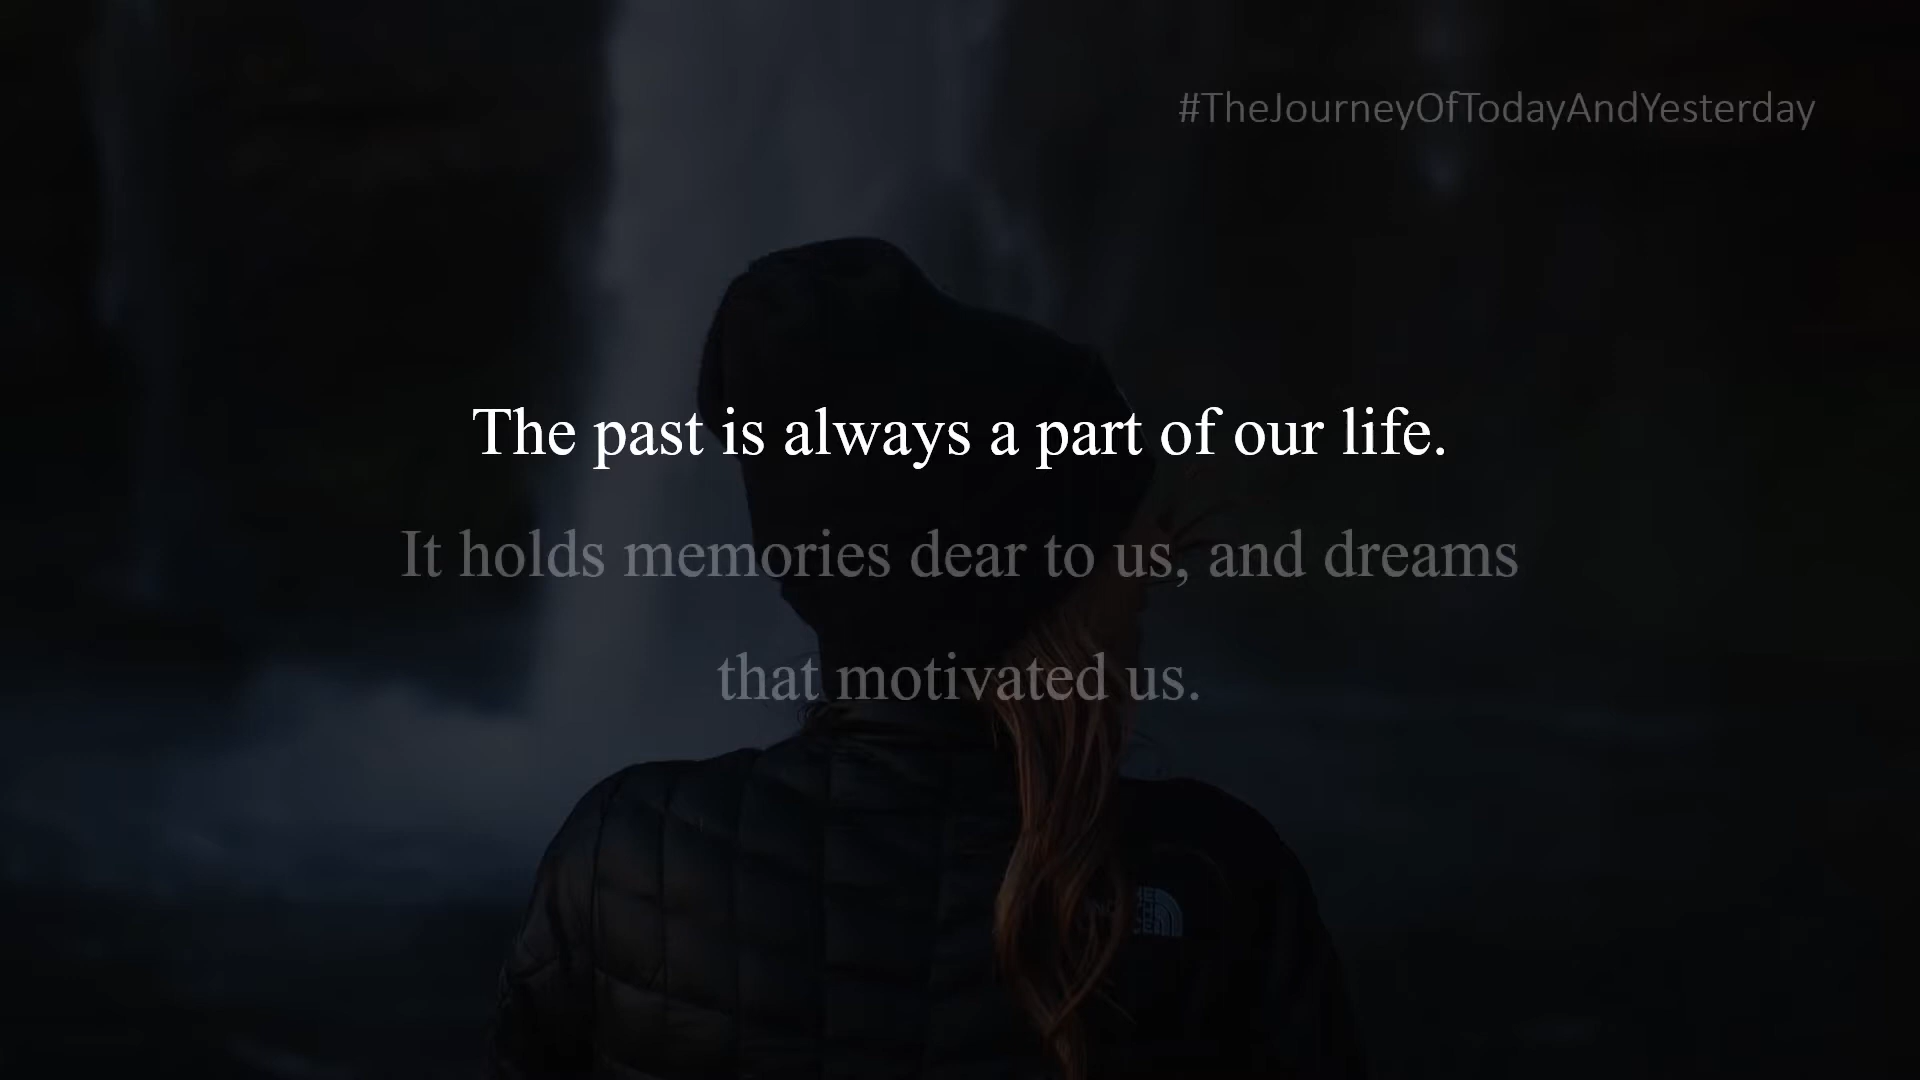 #TheJourneyOfTodayAndYesterday
The past is always a part of our life.
It holds memories dear to us, and dreams
that motivated us.